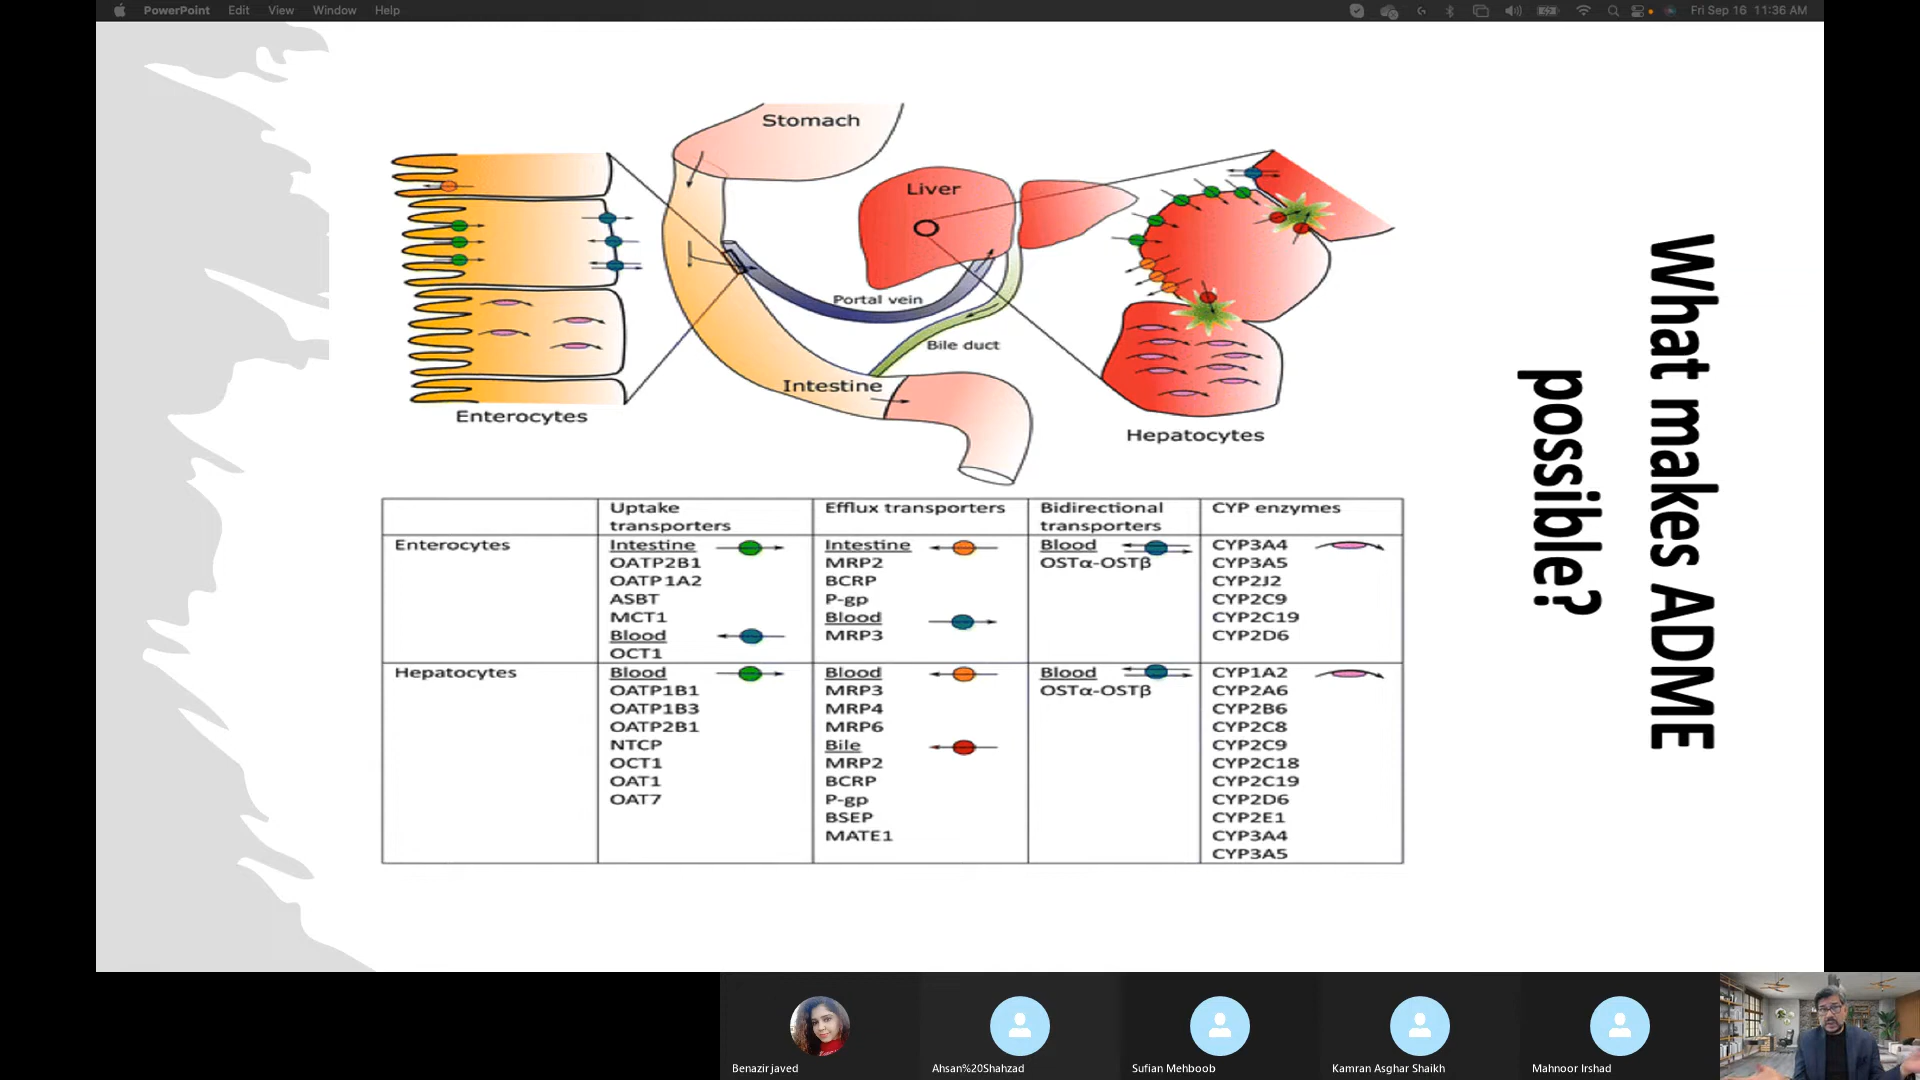 PowerPoint Edit View Window Help Fri Sep 16 11:36 AM
What makes ADME
possible?
Stomach
Liver
Portal vein
Bile duct
Intestine
Enterocytes
Hepatocytes
Uptake transporters
Efflux transporters
Bidirectional transporters
CYP enzymes
Enterocytes
Intestine
OATP2B1
OATP1A2
ASBT
MCT1
Blood
OCT1
Intestine
MRP2
BCRP
P-gp
Blood
MRP3
Blood
OSTα-OSTβ
CYP3A4
CYP3A5
CYP2J2
CYP2C9
CYP2C19
CYP2D6
Hepatocytes
Blood
OATP1B1
OATP1B3
OATP2B1
NTCP
OCT1
OAT1
OAT7
Blood
MRP3
MRP4
MRP6
Bile
MRP2
BCRP
P-gp
BSEP
MATE1
Blood
OSTα-OSTβ
CYP1A2
CYP2A6
CYP2B6
CYP2C8
CYP2C9
CYP2C18
CYP2C19
CYP2D6
CYP2E1
CYP3A4
CYP3A5
Benazir javed
Ahsan%20Shahzad
Sufian Mehboob
Kamran Asghar Shaikh
Mahnoor Irshad